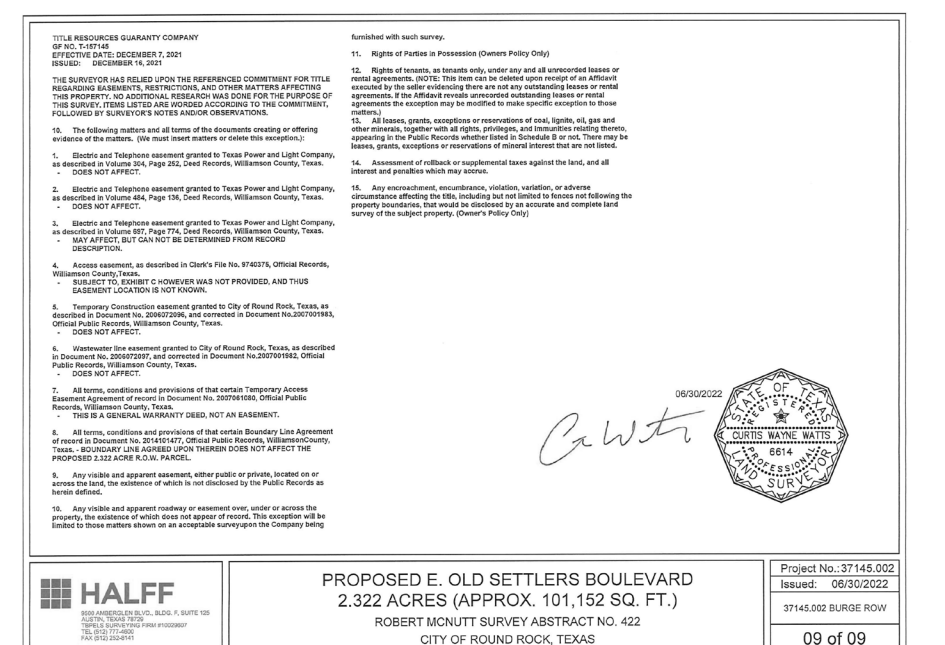 TITLE RESOURCES GUARANTY COMPANY
GF NO. T-157145
EFFECTIVE DATE: DECEMBER 7, 2021
ISSUED: DECEMBER 16, 2021
THE SURVEYOR HAS RELIED UPON THE REFERENCED COMMITMENT FOR TITLE
REGARDING EASEMENTS, RESTRICTIONS, AND OTHER MATTERS AFFECTING
THIS PROPERTY. NO ADDITIONAL RESEARCH WAS DONE FOR THE PURPOSE OF
THIS SURVEY. ITEMS LISTED ARE WORDED ACCORDING TO THE COMMITMENT,
FOLLOWED BY SURVEYOR'S NOTES AND/OR OBSERVATIONS.
10. The following matters and all terms of the documents creating or offering
evidence of the matters. (We must insert matters or delete this exception.):
1. Electric and Telephone easement granted to Texas Power and Light Company,
as described in Volume 304, Page 252, Deed Records, Williamson County, Texas.
- DOES NOT AFFECT.
2. Electric and Telephone easement granted to Texas Power and Light Company,
as described in Volume 484, Page 136, Deed Records, Williamson County, Texas.
- DOES NOT AFFECT.
3. Electric and Telephone easement granted to Texas Power and Light Company,
as described in Volume 697, Page 774, Deed Records, Williamson County, Texas.
- MAY AFFECT, BUT CAN NOT BE DETERMINED FROM RECORD
DESCRIPTION.
4. Access easement, as described in Clerk's File No. 9740375, Official Records,
Williamson County,Texas.
- SUBJECT TO, EXHIBIT C HOWEVER WAS NOT PROVIDED, AND THUS
EASEMENT LOCATION IS NOT KNOWN.
5. Temporary Construction easement granted to City of Round Rock, Texas, as
described in Document No. 2006072096, and corrected in Document No.2007001983,
Official Public Records, Williamson County, Texas.
- DOES NOT AFFECT.
6. Wastewater line easement granted to City of Round Rock, Texas, as described
in Document No. 2006072097, and corrected in Document No.2007001982, Official
Public Records, Williamson County, Texas.
- DOES NOT AFFECT.
7. All terms, conditions and provisions of that certain Temporary Access
Easement Agreement of record in Document No. 2007061080, Official Public
Records, Williamson County, Texas.
- THIS IS A GENERAL WARRANTY DEED, NOT AN EASEMENT.
8. All terms, conditions and provisions of that certain Boundary Line Agreement
of record in Document No. 2014101477, Official Public Records, WilliamsonCounty,
Texas. - BOUNDARY LINE AGREED UPON THEREIN DOES NOT AFFECT THE
PROPOSED 2.322 ACRE R.O.W. PARCEL.
9. Any visible and apparent easement, either public or private, located on or
across the land, the existence of which is not disclosed by the Public Records as
herein defined.
10. Any visible and apparent roadway or easement over, under or across the
property, the existence of which does not appear of record. This exception will be
limited to those matters shown on an acceptable surveyupon the Company being
furnished with such survey.
11. Rights of Parties in Possession (Owners Policy Only)
12. Rights of tenants, as tenants only, under any and all unrecorded leases or
rental agreements. (NOTE: This item can be deleted upon receipt of an Affidavit
executed by the seller evidencing there are not any outstanding leases or rental
agreements. If the Affidavit reveals unrecorded outstanding leases or rental
agreements the exception may be modified to make specific exception to those
matters.)
13. All leases, grants, exceptions or reservations of coal, lignite, oil, gas and
other minerals, together with all rights, privileges, and immunities relating thereto,
appearing in the Public Records whether listed in Schedule B or not. There may be
leases, grants, exceptions or reservations of mineral interest that are not listed.
14. Assessment of rollback or supplemental taxes against the land, and all
interest and penalties which may accrue.
15. Any encroachment, encumbrance, violation, variation, or adverse
circumstance affecting the title, including but not limited to fences not following the
property boundaries, that would be disclosed by an accurate and complete land
survey of the subject property. (Owner's Policy Only)
06/30/2022
STATE OF TEXAS
REGISTERED
CURTIS WAYNE WATTS
6614
PROFESSIONAL
LAND SURVEYOR
HALFF
9500 AMBERGLEN BLVD., BLDG. F, SUITE 125
AUSTIN, TEXAS 78729
TBPELS SURVEYING FIRM #10029607
TEL (512) 777-4600
FAX (512) 252-8141
PROPOSED E. OLD SETTLERS BOULEVARD
2.322 ACRES (APPROX. 101,152 SQ. FT.)
ROBERT MCNUTT SURVEY ABSTRACT NO. 422
CITY OF ROUND ROCK, TEXAS
Project No.: 37145.002
Issued: 06/30/2022
37145.002 BURGE ROW
09 of 09